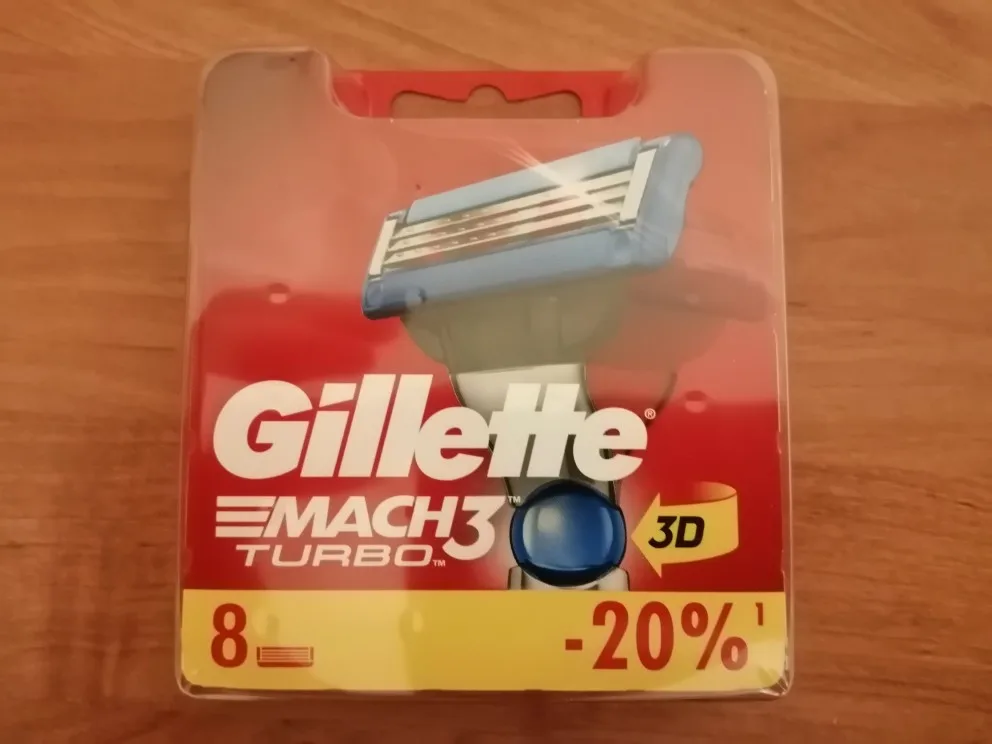 Gillette®
MACH3™
TURBO™
3D
8
-20%¹